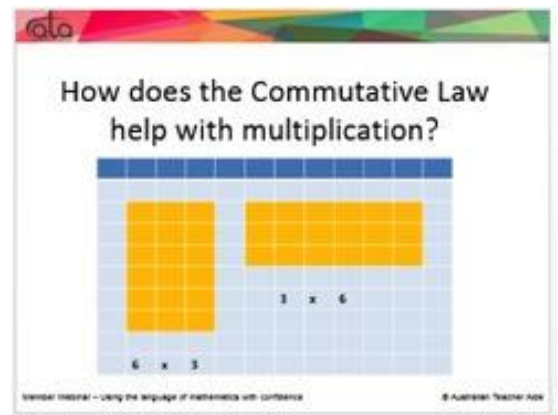 ata
How does the Commutative Law
help with multiplication?
3 x 6
6 x 3
Member Webinar – Using the language of mathematics with confidence
© Australian Teacher Aide